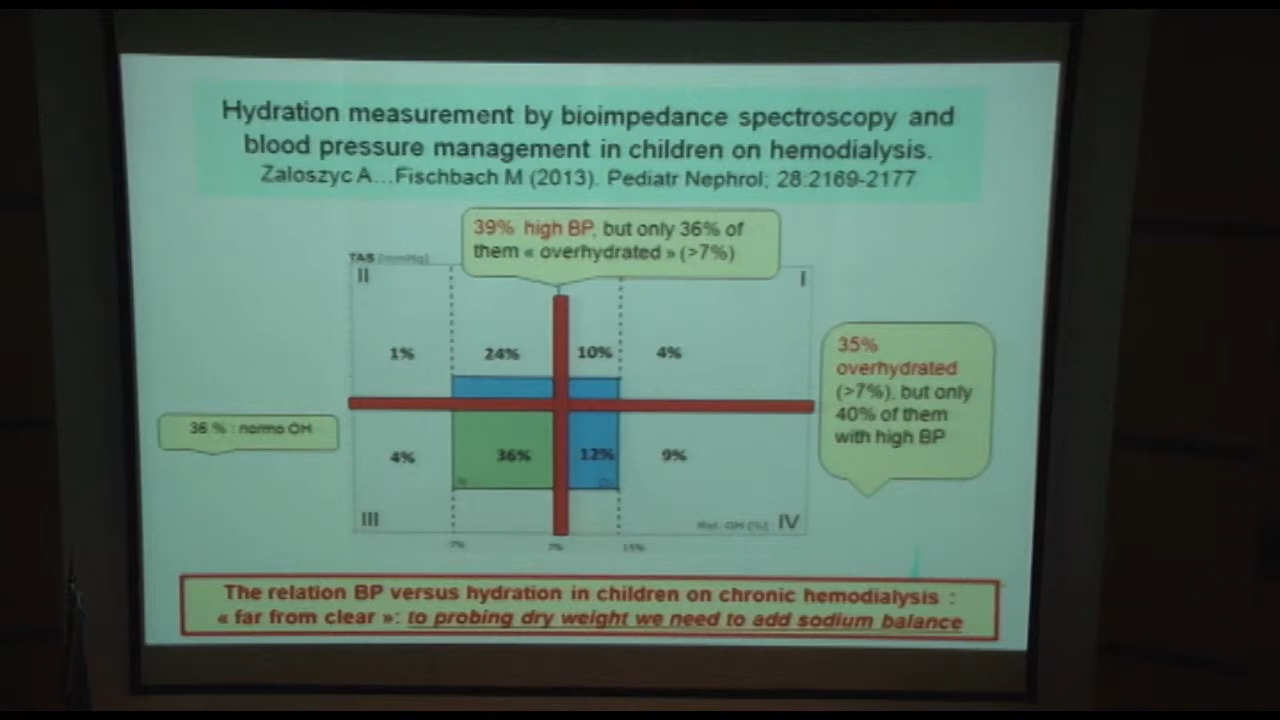 Hydration measurement by bioimpedance spectroscopy and
blood pressure management in children on hemodialysis.
Zaloszyc A...Fischbach M (2013). Pediatr Nephrol; 28:2169-2177
39% high BP, but only 36% of
them « overhydrated » (>7%)
TAS [mmHg]
II
I
1%
24%
10%
4%
35%
overhydrated
(>7%), but only
40% of them
with high BP
36 % : normo OH
4%
36%
12%
9%
N
III
Rel. OH [%]
IV
7%
7%
15%
The relation BP versus hydration in children on chronic hemodialysis :
« far from clear »: to probing dry weight we need to add sodium balance